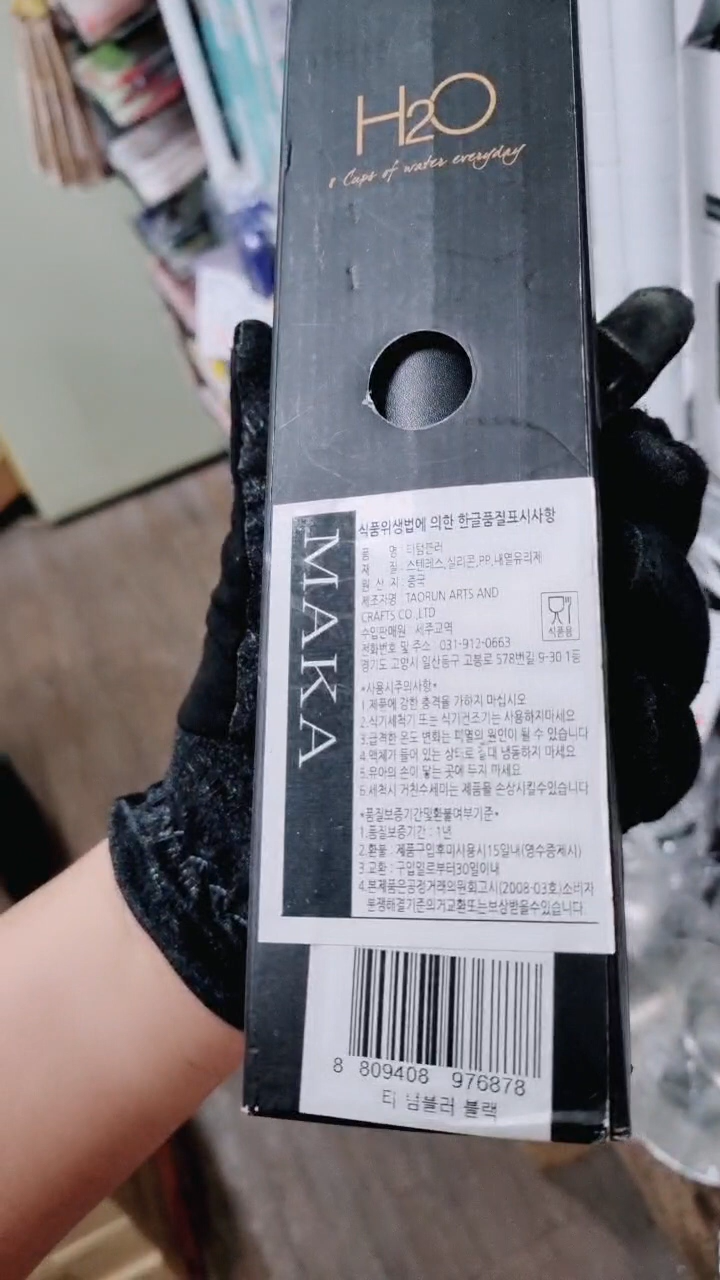 H2O
8 Cups of water everyday
MAKA
식품위생법에 의한 한글품질표시사항
품 명 : 티텀블러
재 질 : 스텐레스,실리콘,PP,내열유리제
원 산 지 : 중국
제조자명 : TAORUN ARTS AND
CRAFTS CO.,LTD
수입판매원 : 세주교역
전화번호 및 주소 : 031-912-0663
경기도 고양시 일산동구 고봉로 578번길 9-30 1동
식품용
*사용시주의사항*
1.제품에 강한 충격을 가하지 마십시오
2.식기세척기 또는 식기건조기는 사용하지마세요
3.급격한 온도 변화는 파열의 원인이 될 수 있습니다
4.액체가 들어 있는 상태로 절대 냉동하지 마세요
5.유아의 손이 닿는 곳에 두지 마세요
6.세척시 거친수세미는 제품을 손상시킬수있습니다
*품질보증기간및환불여부기준*
1.품질보증기간 : 1년
2.환불 : 제품구입후미사용시15일내(영수증제시)
3.교환 : 구입일로부터30일이내
4.본제품은공정거래위원회고시(2008-03호)소비자
분쟁해결기준의거교환또는보상받을수있습니다
8 809408 976878
티 텀블러 블랙